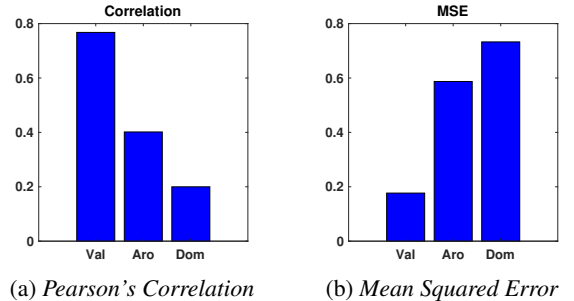 Correlation
0.8
0.6
0.4
0.2
0
Val Aro Dom
(a) Pearson's Correlation
MSE
0.8
0.6
0.4
0.2
0
Val Aro Dom
(b) Mean Squared Error